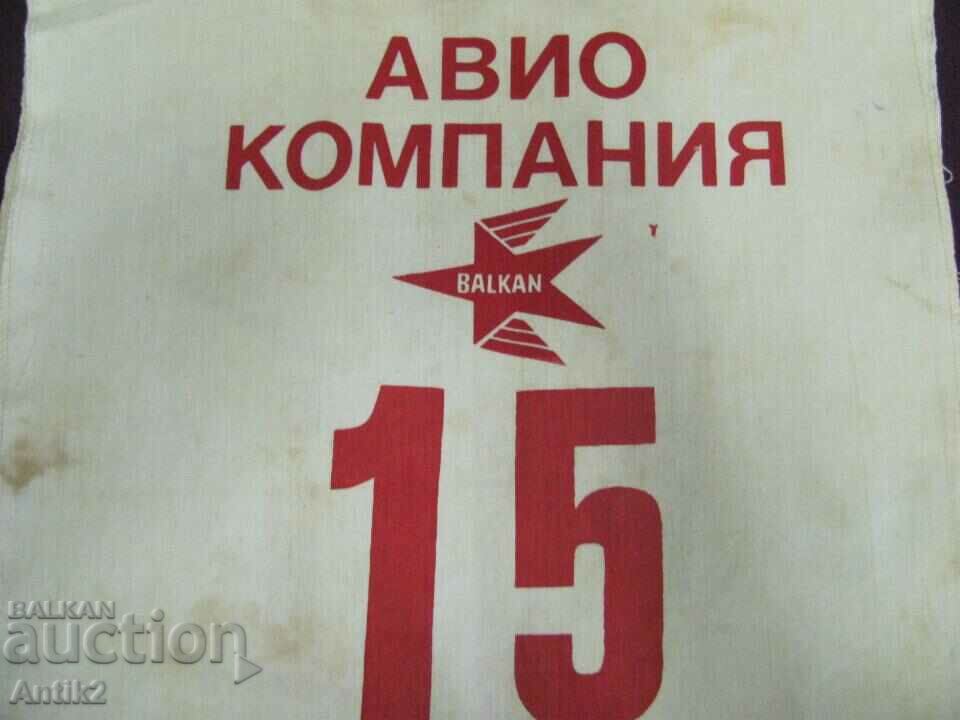 АВИО
КОМПАНИЯ
BALKAN
15
BALKAN
auction
Antik2